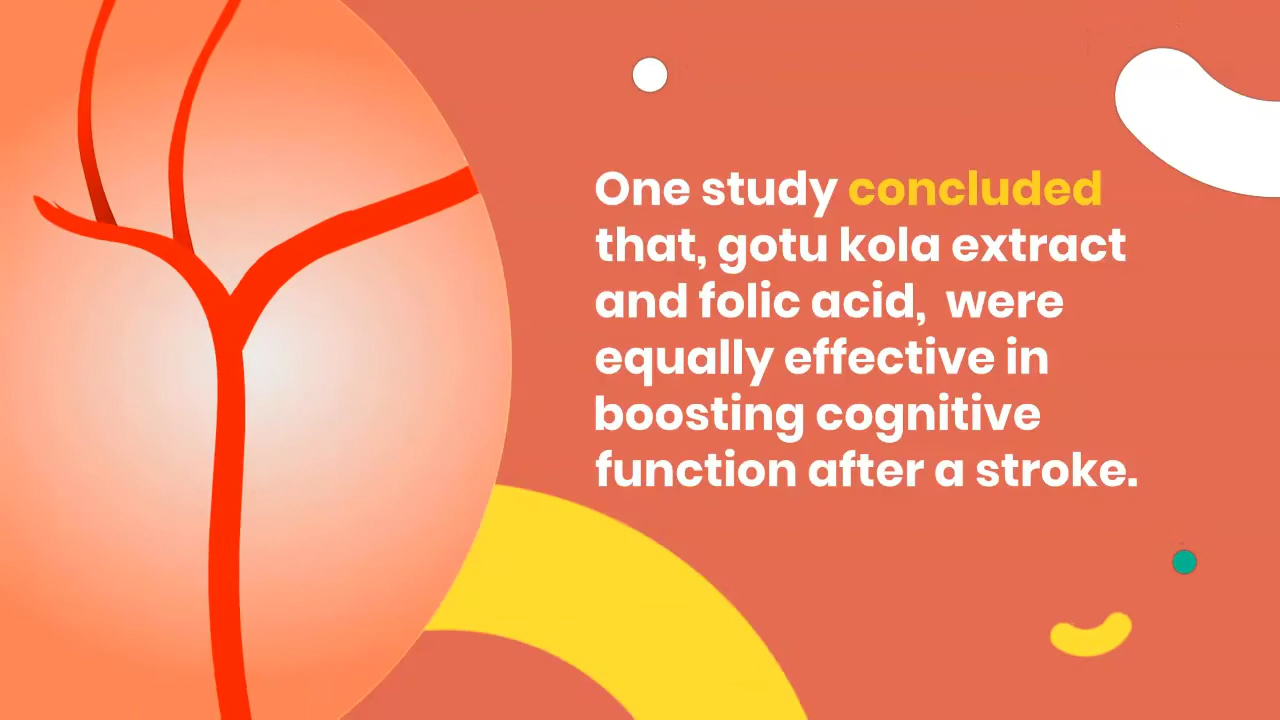 One study concluded
that, gotu kola extract
and folic acid,  were
equally effective in
boosting cognitive
function after a stroke.